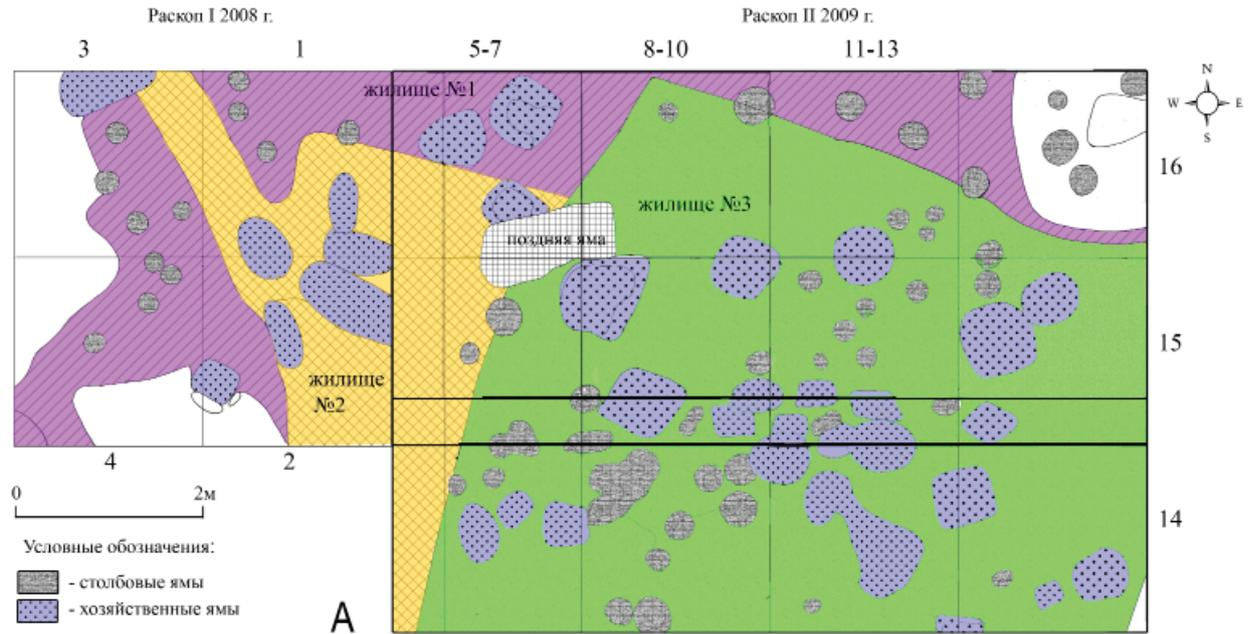 Раскоп I 2008 г.
Раскоп II 2009 г.
3
1
5-7
8-10
11-13
жилище №1
N
W
E
S
16
жилище №3
поздняя яма
15
жилище
№2
4
2
14
0
2м
Условные обозначения:
- столбовые ямы
- хозяйственные ямы
А